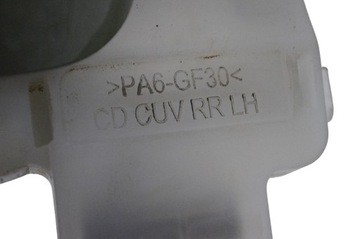 >PA6-GF30<
CD CUV RR LH